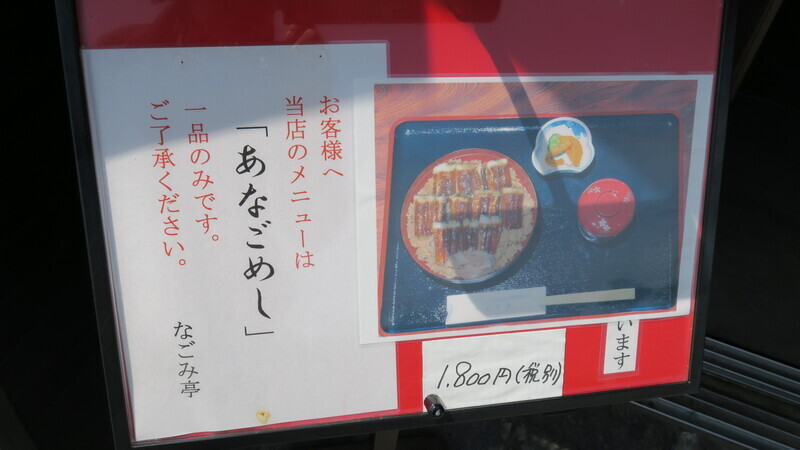 お客様へ
当店のメニューは
「あなごめし」
一品のみです。
ご了承ください。
なごみ亭
います
1,800円(税別)